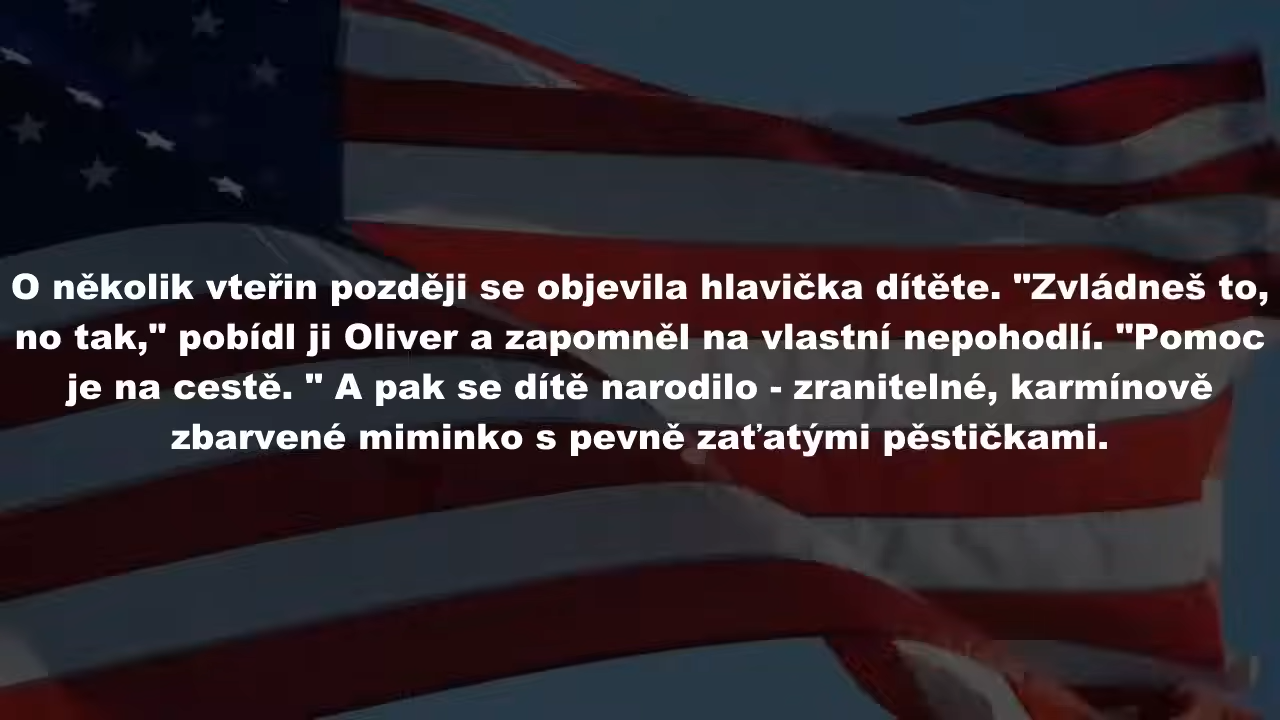 O několik vteřin později se objevila hlavička dítěte. "Zvládneš to,
no tak," pobídl ji Oliver a zapomněl na vlastní nepohodlí. "Pomoc
je na cestě. " A pak se dítě narodilo - zranitelné, karmínově
zbarvené miminko s pevně zaťatými pěstičkami.